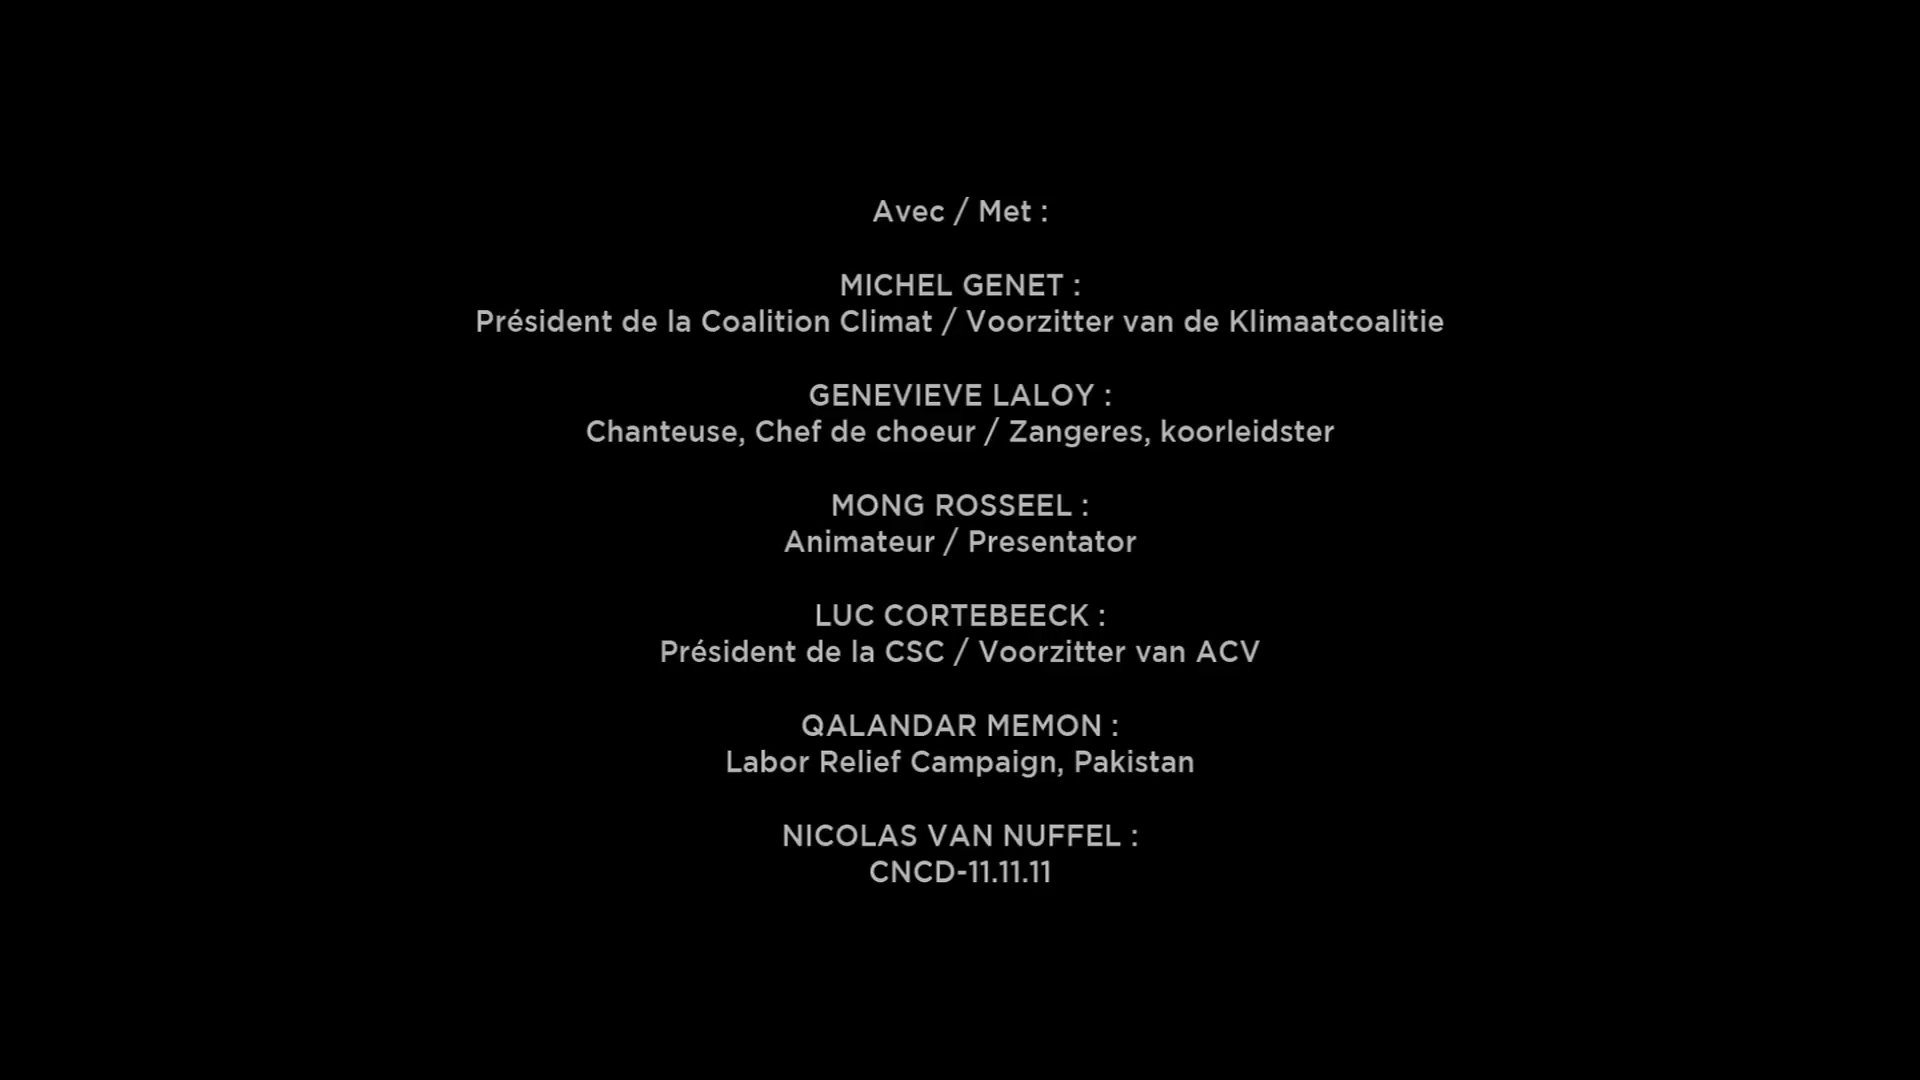 Avec / Met :
MICHEL GENET :
Président de la Coalition Climat / Voorzitter van de Klimaatcoalitie
GENEVIEVE LALOY :
Chanteuse, Chef de choeur / Zangeres, koorleidster
MONG ROSSEEL :
Animateur / Presentator
LUC CORTEBEECK :
Président de la CSC / Voorzitter van ACV
QALANDAR MEMON :
Labor Relief Campaign, Pakistan
NICOLAS VAN NUFFEL :
CNCD-11.11.11